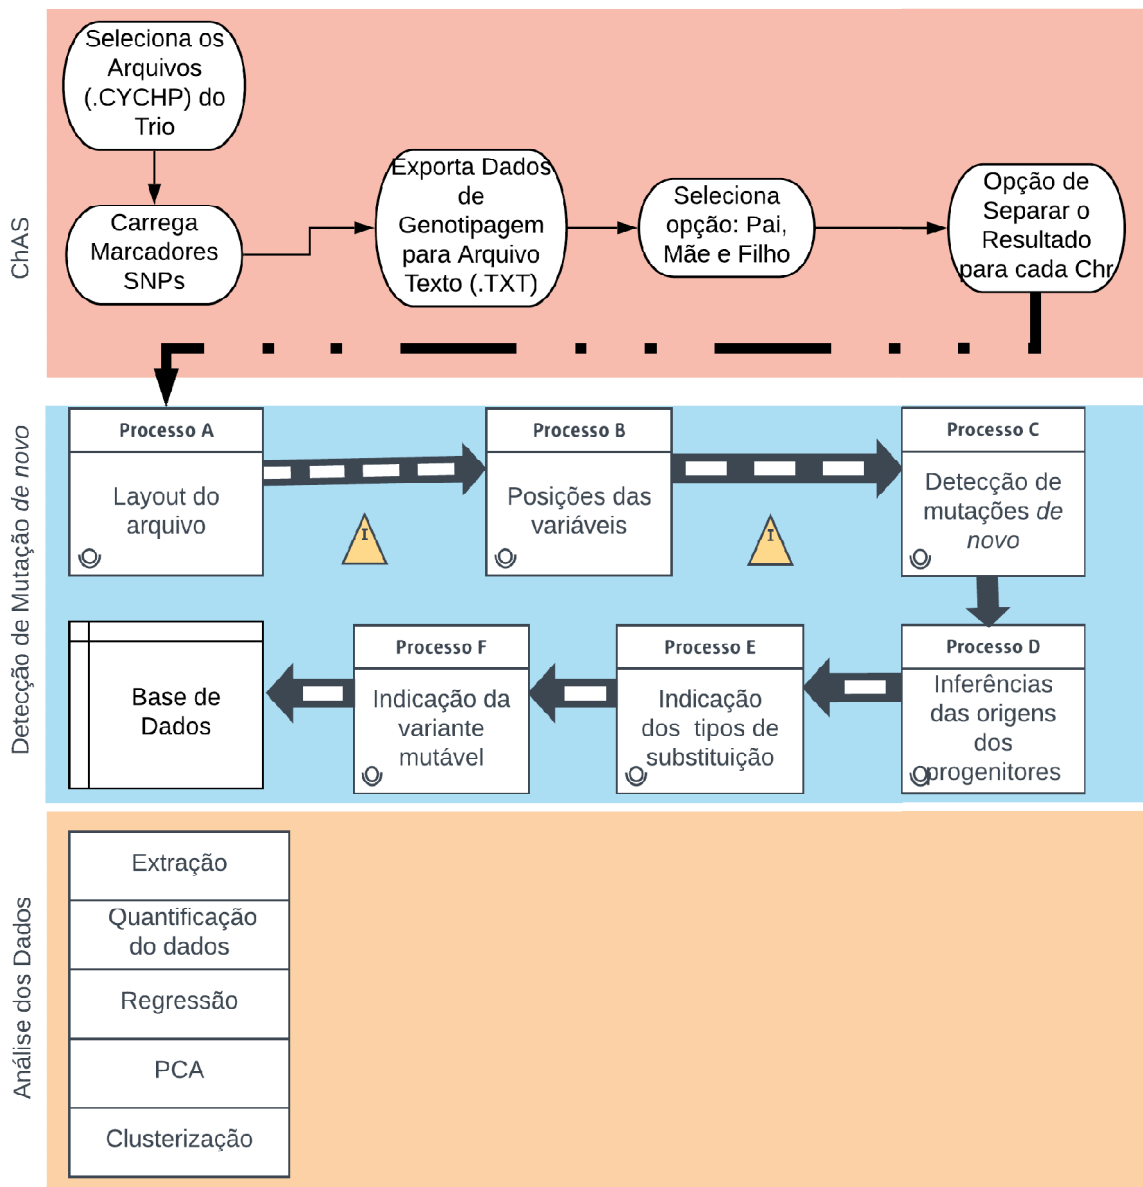 ChAS
Seleciona os
Arquivos
(.CYCHP) do
Trio
Carrega
Marcadores
SNPs
Exporta Dados
de
Genotipagem
para Arquivo
Texto (.TXT)
Seleciona
opção: Pai,
Mãe e Filho
Opção de
Separar o
Resultado
para cada Chr
Detecção de Mutação de novo
Processo A
Layout do
arquivo
I
Processo B
Posições das
variáveis
I
Processo C
Detecção de
mutações de
novo
Processo D
Inferências
das origens
dos
progenitores
Processo E
Indicação
dos tipos de
substituição
Processo F
Indicação da
variante
mutável
Base de
Dados
Análise dos Dados
Extração
Quantificação
do dados
Regressão
PCA
Clusterização